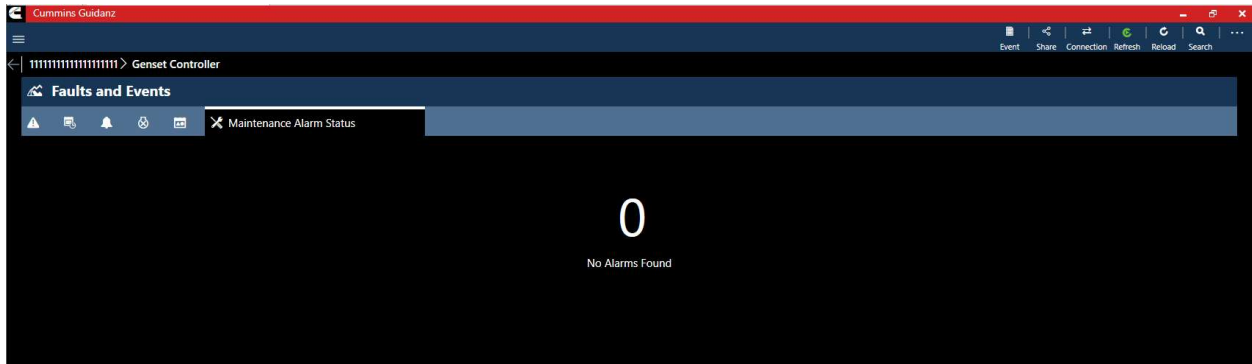 Cummins Guidanz
Event Share Connection Refresh Reload Search
1111111111111111111 > Genset Controller
Faults and Events
Maintenance Alarm Status
0
No Alarms Found